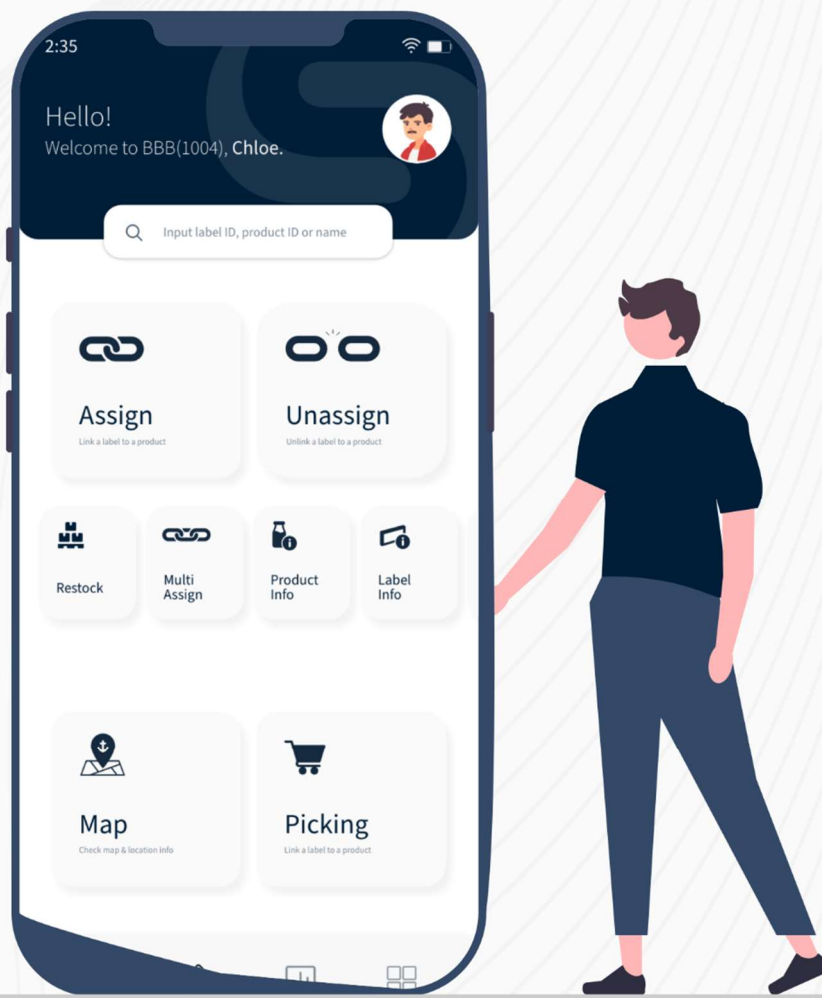 2:35
Hello!
Welcome to BBB(1004), Chloe.
Input label ID, product ID or name
Assign
Link a label to a product
Unassign
Unlink a label to a product
Restock
Multi
Assign
Product
Info
Label
Info
Map
Check map & location info
Picking
Link a label to a product